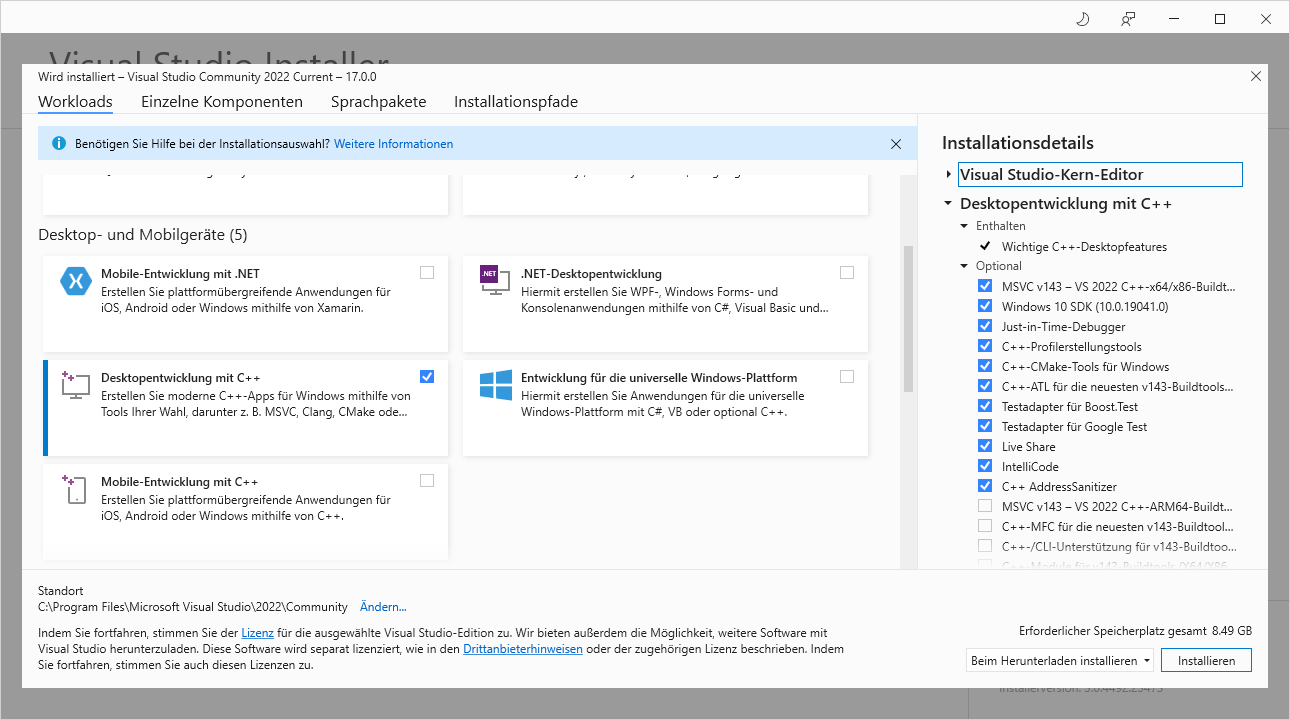 Visual Studio Installer
Wird installiert – Visual Studio Community 2022 Current – 17.0.0
Workloads
Einzelne Komponenten
Sprachpakete
Installationspfade
Benötigen Sie Hilfe bei der Installationsauswahl? Weitere Informationen
Desktop- und Mobilgeräte (5)
Mobile-Entwicklung mit .NET
Erstellen Sie plattformübergreifende Anwendungen für
iOS, Android oder Windows mithilfe von Xamarin.
.NET
.NET-Desktopentwicklung
Hiermit erstellen Sie WPF-, Windows Forms- und
Konsolenanwendungen mithilfe von C#, Visual Basic und...
Desktopentwicklung mit C++
Erstellen Sie moderne C++-Apps für Windows mithilfe von
Tools Ihrer Wahl, darunter z. B. MSVC, Clang, CMake ode...
Entwicklung für die universelle Windows-Plattform
Hiermit erstellen Sie Anwendungen für die universelle
Windows-Plattform mit C#, VB oder optional C++.
Mobile-Entwicklung mit C++
Erstellen Sie plattformübergreifende Anwendungen für
iOS, Android oder Windows mithilfe von C++.
Installationsdetails
Visual Studio-Kern-Editor
Desktopentwicklung mit C++
Enthalten
Wichtige C++-Desktopfeatures
Optional
MSVC v143 – VS 2022 C++-x64/x86-Buildt...
Windows 10 SDK (10.0.19041.0)
Just-in-Time-Debugger
C++-Profilerstellungstools
C++-CMake-Tools für Windows
C++-ATL für die neuesten v143-Buildtools...
Testadapter für Boost.Test
Testadapter für Google Test
Live Share
IntelliCode
C++ AddressSanitizer
MSVC v143 – VS 2022 C++-ARM64-Buildt...
C++-MFC für die neuesten v143-Buildtool...
C++-/CLI-Unterstützung für v143-Buildtoo...
C++-Module für v143-Buildtools (X64/X86
Standort
C:\Program Files\Microsoft Visual Studio\2022\Community Ändern...
Indem Sie fortfahren, stimmen Sie der Lizenz für die ausgewählte Visual Studio-Edition zu. Wir bieten außerdem die Möglichkeit, weitere Software mit
Visual Studio herunterzuladen. Diese Software wird separat lizenziert, wie in den Drittanbieterhinweisen oder der zugehörigen Lizenz beschrieben. Indem
Sie fortfahren, stimmen Sie auch diesen Lizenzen zu.
Erforderlicher Speicherplatz gesamt 8.49 GB
Beim Herunterladen installieren
Installieren